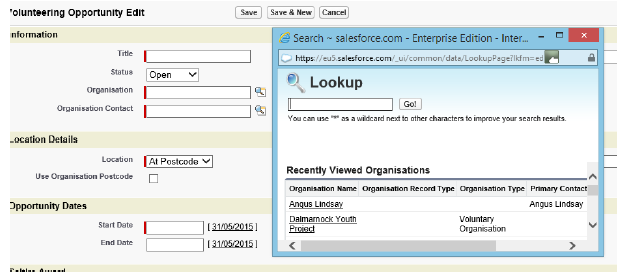 Volunteering Opportunity Edit
Save
Save & New
Cancel
Information
Title
Status
Open
Organisation
Organisation Contact
Location Details
Location
At Postcode
Use Organisation Postcode
Opportunity Dates
Start Date
[ 31/05/2015 ]
End Date
[ 31/05/2015 ]
Search ~ salesforce.com - Enterprise Edition - Inter...
https://eu5.salesforce.com/_ui/common/data/LookupPage?lkfm=ed
Lookup
Go!
You can use "*" as a wildcard next to other characters to improve your search results.
Recently Viewed Organisations
Organisation Name Organisation Record Type Organisation Type Primary Contact
Angus Lindsay Angus Lindsay
Dalmarnock Youth Voluntary
Project Organisation